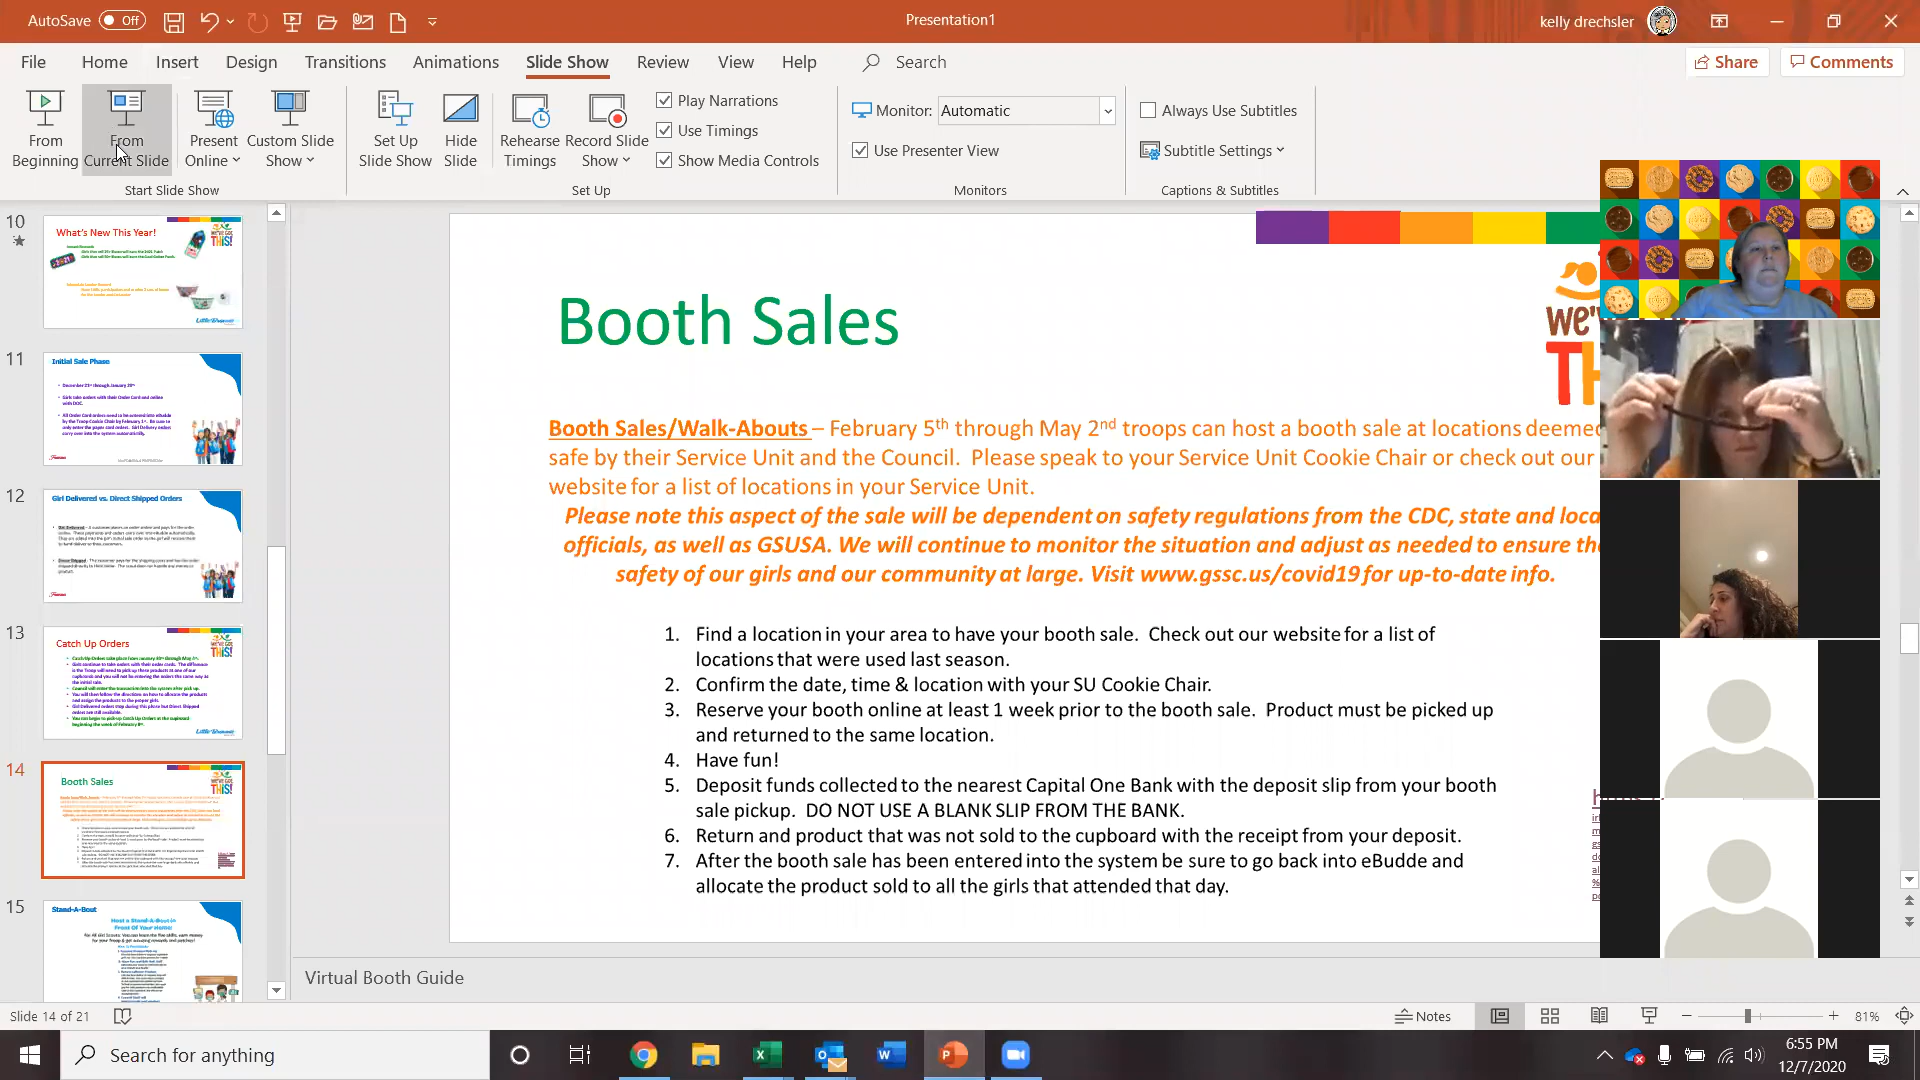 AutoSave Off
Presentation1
kelly drechsler
File Home Insert Design Transitions Animations Slide Show Review View Help Search
Share Comments
From Beginning
From Current Slide
Present Online
Custom Slide Show
Set Up Slide Show
Hide Slide
Rehearse Timings
Record Slide Show
Play Narrations
Use Timings
Show Media Controls
Monitor: Automatic
Use Presenter View
Always Use Subtitles
Subtitle Settings
Start Slide Show
Set Up
Monitors
Captions & Subtitles
10
What's New This Year!
11
Initial Sale Phase
12
Girl Delivered vs. Direct Shipped Orders
13
Catch Up Orders
14
Booth Sales
15
Stand-A-Bout
Host a Stand-A-Bout in
Front Of Your Home!
Booth Sales
we'v
TH
Booth Sales/Walk-Abouts – February 5th through May 2nd troops can host a booth sale at locations deemed
safe by their Service Unit and the Council. Please speak to your Service Unit Cookie Chair or check out our
website for a list of locations in your Service Unit.
Please note this aspect of the sale will be dependent on safety regulations from the CDC, state and loca
officials, as well as GSUSA. We will continue to monitor the situation and adjust as needed to ensure the
safety of our girls and our community at large. Visit www.gssc.us/covid19 for up-to-date info.
1. Find a location in your area to have your booth sale. Check out our website for a list of
locations that were used last season.
2. Confirm the date, time & location with your SU Cookie Chair.
3. Reserve your booth online at least 1 week prior to the booth sale. Product must be picked up
and returned to the same location.
4. Have fun!
5. Deposit funds collected to the nearest Capital One Bank with the deposit slip from your booth
sale pickup. DO NOT USE A BLANK SLIP FROM THE BANK.
6. Return and product that was not sold to the cupboard with the receipt from your deposit.
7. After the booth sale has been entered into the system be sure to go back into eBudde and
allocate the product sold to all the girls that attended that day.
Virtual Booth Guide
Slide 14 of 21
Notes
81%
Search for anything
6:55 PM
12/7/2020